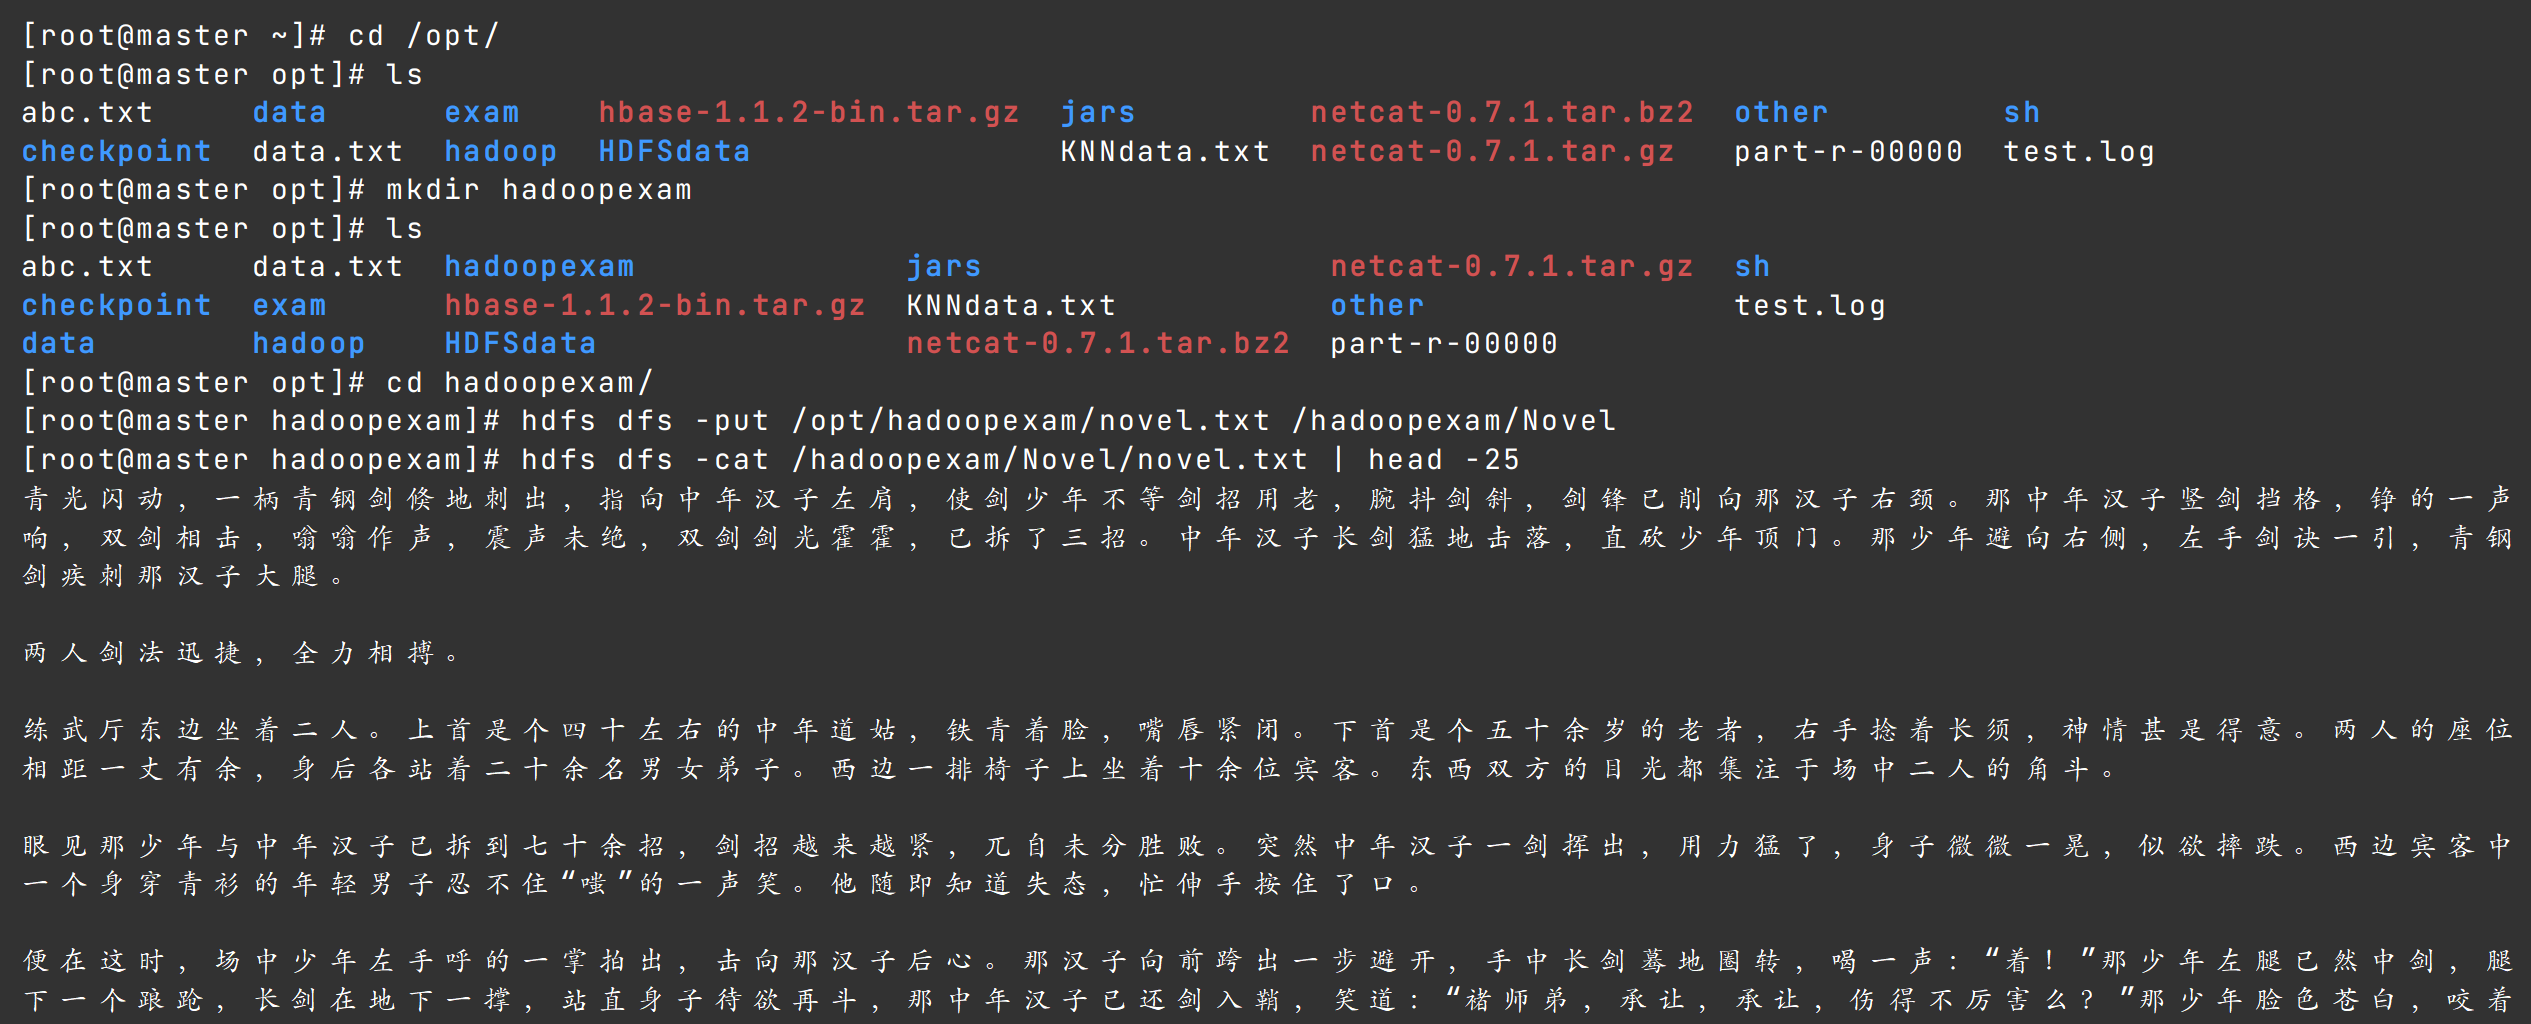 [root@master ~]# cd /opt/
[root@master opt]# ls
abc.txt data exam hbase-1.1.2-bin.tar.gz jars netcat-0.7.1.tar.bz2 other sh
checkpoint data.txt hadoop HDFSdata KNNdata.txt netcat-0.7.1.tar.gz part-r-00000 test.log
[root@master opt]# mkdir hadoopexam
[root@master opt]# ls
abc.txt data.txt hadoopexam jars netcat-0.7.1.tar.gz sh
checkpoint exam hbase-1.1.2-bin.tar.gz KNNdata.txt other test.log
data hadoop HDFSdata netcat-0.7.1.tar.bz2 part-r-00000
[root@master opt]# cd hadoopexam/
[root@master hadoopexam]# hdfs dfs -put /opt/hadoopexam/novel.txt /hadoopexam/Novel
[root@master hadoopexam]# hdfs dfs -cat /hadoopexam/Novel/novel.txt | head -25
青光闪动，一柄青钢剑倏地刺出，指向中年汉子左肩，使剑少年不等剑招用老，腕抖剑斜，剑锋已削向那汉子右颈。那中年汉子竖剑挡格，铮的一声
响，双剑相击，嗡嗡作声，震声未绝，双剑剑光霍霍，已拆了三招。中年汉子长剑猛地击落，直砍少年顶门。那少年避向右侧，左手剑诀一引，青钢
剑疾刺那汉子大腿。
两人剑法迅捷，全力相搏。
练武厅东边坐着二人。上首是个四十左右的中年道姑，铁青着脸，嘴唇紧闭。下首是个五十余岁的老者，右手捻着长须，神情甚是得意。两人的座位
相距一丈有余，身后各站着二十余名男女弟子。西边一排椅子上坐着十余位宾客。东西双方的目光都集注于场中二人的角斗。
眼见那少年与中年汉子已拆到七十余招，剑招越来越紧，兀自未分胜败。突然中年汉子一剑挥出，用力猛了，身子微微一晃，似欲摔跌。西边宾客中
一个身穿青衫的年轻男子忍不住“嗤”的一声笑。他随即知道失态，忙伸手按住了口。
便在这时，场中少年左手呼的一掌拍出，击向那汉子后心。那汉子向前跨出一步避开，手中长剑蓦地圈转，喝一声：“着！”那少年左腿已然中剑，腿
下一个踉跄，长剑在地下一撑，站直身子待欲再斗，那中年汉子已还剑入鞘，笑道：“褚师弟，承让，承让，伤得不厉害么？”那少年脸色苍白，咬着